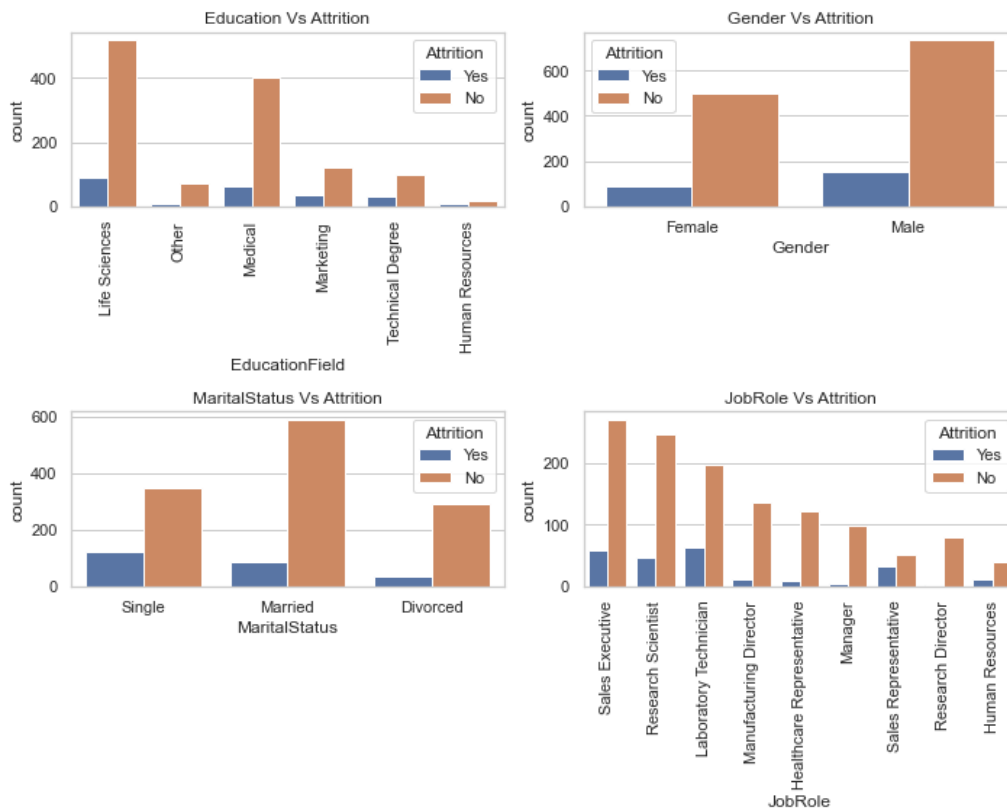 Education Vs Attrition
Attrition
Yes
No
400
200
0
count
Life Sciences
Other
Medical
Marketing
Technical Degree
Human Resources
EducationField
Gender Vs Attrition
Attrition
Yes
No
600
400
200
0
count
Female
Male
Gender
MaritalStatus Vs Attrition
Attrition
Yes
No
600
400
200
0
count
Single
Married
Divorced
MaritalStatus
JobRole Vs Attrition
Attrition
Yes
No
200
100
0
count
Sales Executive
Research Scientist
Laboratory Technician
Manufacturing Director
Healthcare Representative
Manager
Sales Representative
Research Director
Human Resources
JobRole